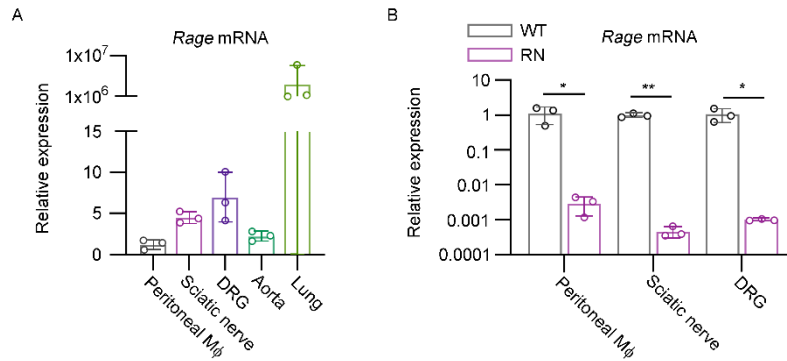 A
Rage mRNA
Relative expression
1x10⁷
1x10⁶
15
10
5
0
Peritoneal Mϕ
Sciatic nerve
DRG
Aorta
Lung
B
WT
RN
Rage mRNA
Relative expression
10
1
0.1
0.01
0.001
0.0001
*
**
*
Peritoneal Mϕ
Sciatic nerve
DRG